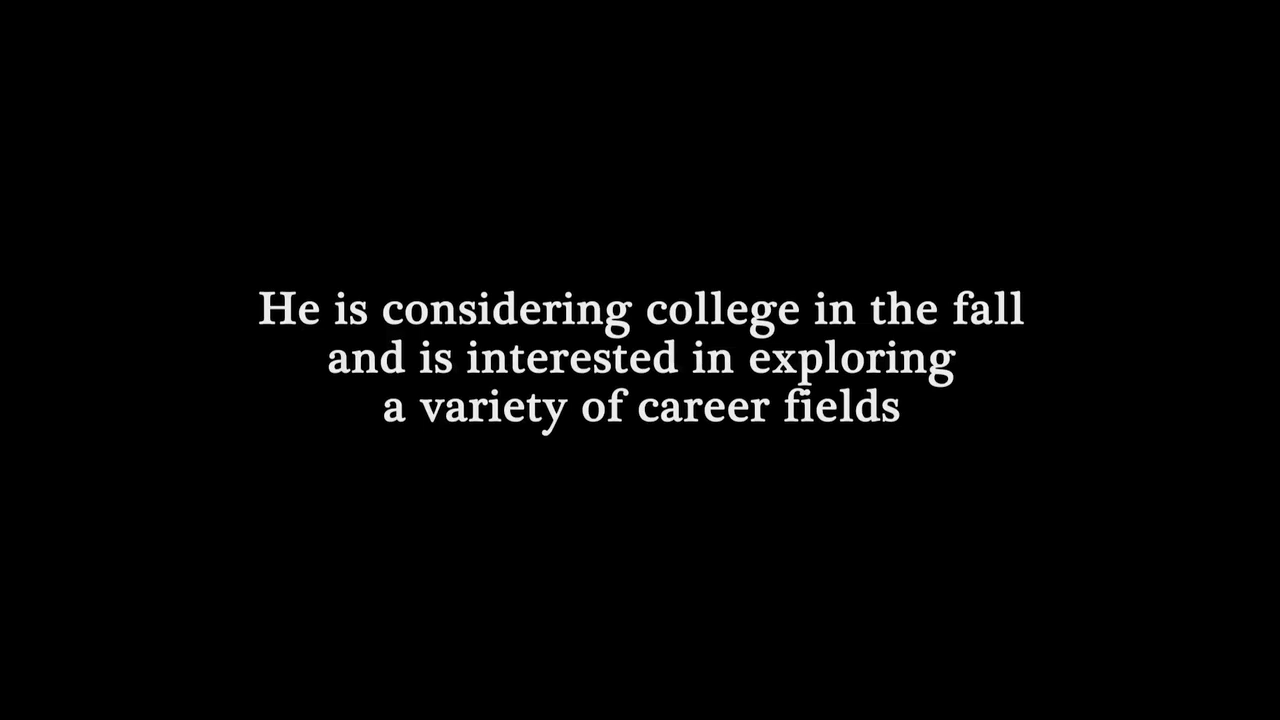 He is considering college in the fall
and is interested in exploring
a variety of career fields